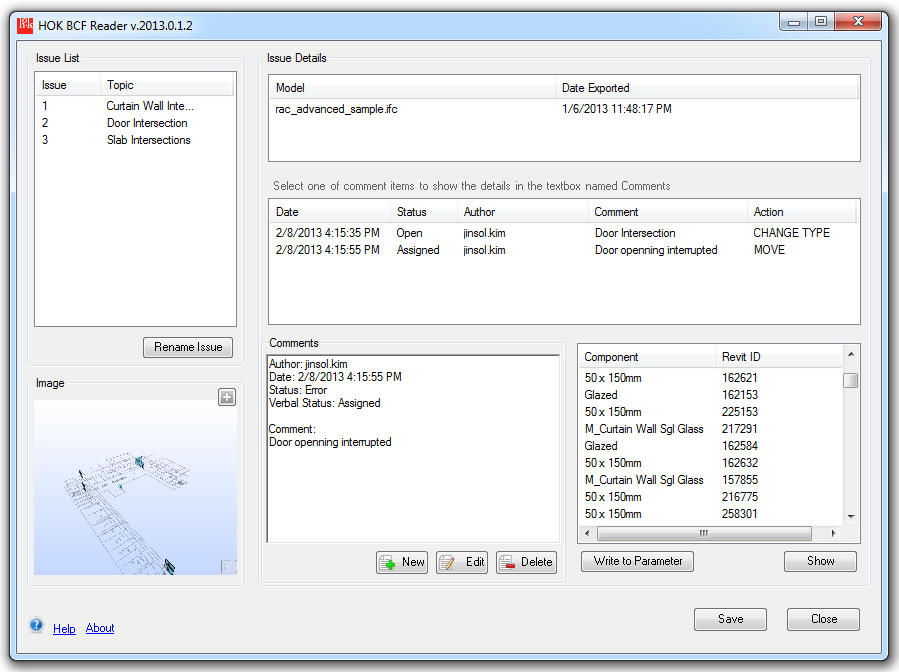 HOK BCF Reader v.2013.0.1.2
Issue List
Issue Topic
1 Curtain Wall Inte...
2 Door Intersection
3 Slab Intersections
Rename Issue
Image
Issue Details
Model Date Exported
rac_advanced_sample.ifc 1/6/2013 11:48:17 PM
Select one of comment items to show the details in the textbox named Comments
Date Status Author Comment Action
2/8/2013 4:15:35 PM Open jinsol.kim Door Intersection CHANGE TYPE
2/8/2013 4:15:55 PM Assigned jinsol.kim Door openning interrupted MOVE
Comments
Author: jinsol.kim
Date: 2/8/2013 4:15:55 PM
Status: Error
Verbal Status: Assigned
Comment:
Door openning interrupted
New Edit Delete
Component Revit ID
50 x 150mm 162621
Glazed 162153
50 x 150mm 225153
M_Curtain Wall Sgl Glass 217291
Glazed 162584
50 x 150mm 162632
M_Curtain Wall Sgl Glass 157855
50 x 150mm 216775
50 x 150mm 258301
Write to Parameter Show
Help About
Save Close